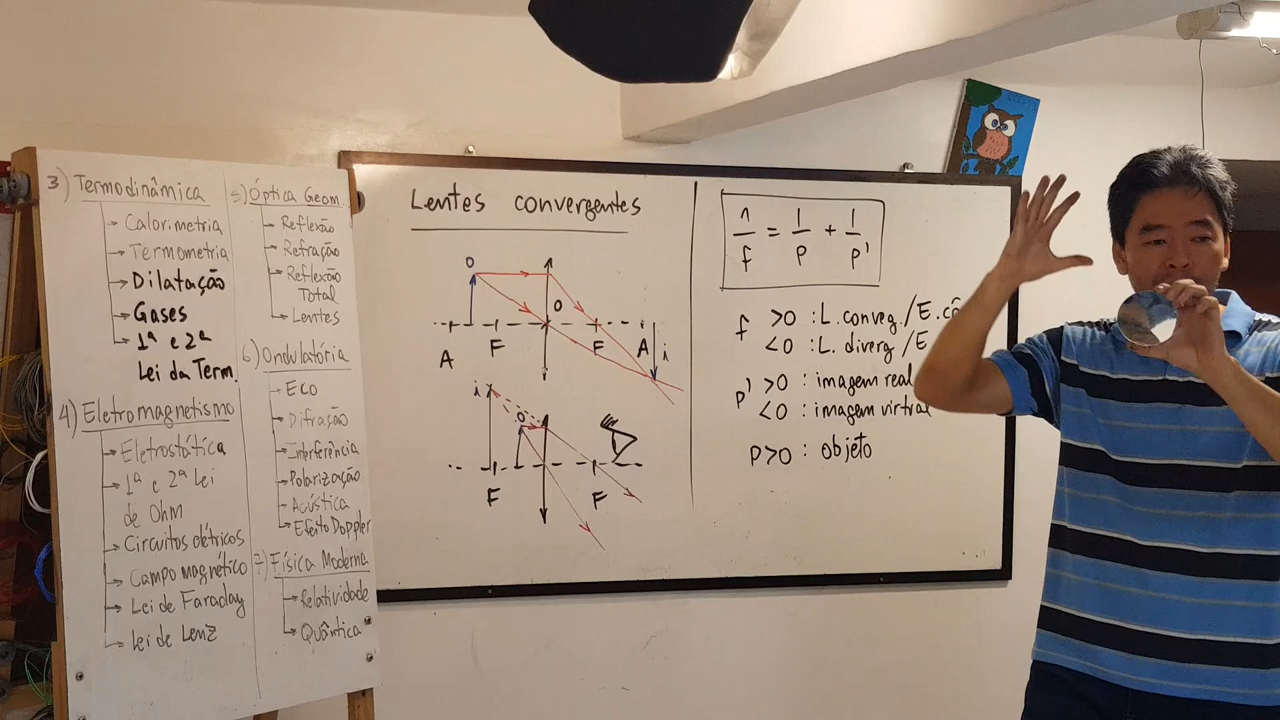 3) Termodinâmica
Calorimetria
Termometria
Dilatação
Gases
1ª e 2ª
Lei da Term.
4) Eletromagnetismo
Eletrostática
1ª e 2ª Lei
de Ohm
Circuitos elétricos
Campo magnético
Lei de Faraday
Lei de Lenz
5) Óptica Geom.
Reflexão
Refração
Reflexão
Total
Lentes
6) Ondulatória
Eco
Difração
Interferência
Polarização
Acústica
Efeito Doppler
7) Física Moderna
Relatividade
Quântica
Lentes convergentes
o
O
A F F A i
i o
F F
1/f = 1/p + 1/p'
f >0 : L. converg./E. cô
<0 : L. diverg/E
p' >0 : imagem real
<0 : imagem virtual
p>0 : objeto